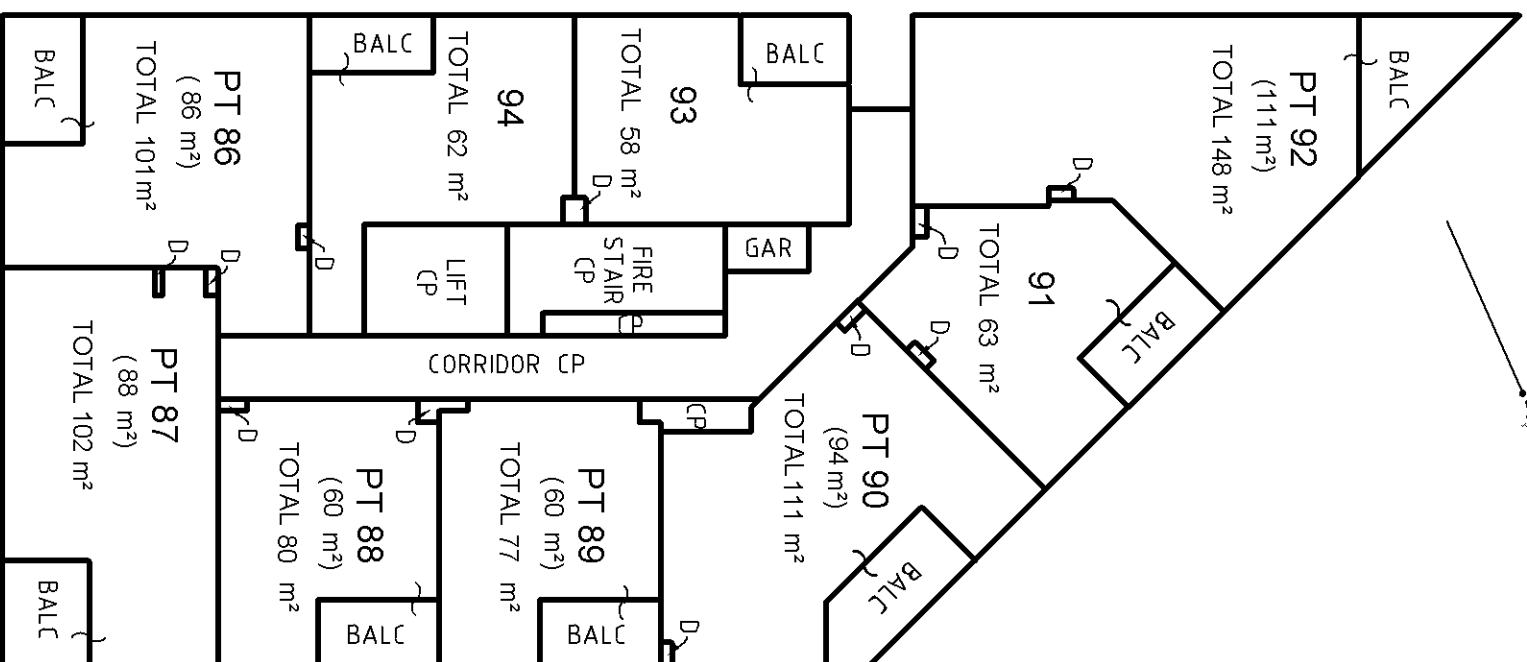 BALC
PT 86
(86 m²)
TOTAL 101m²
BALC
94
TOTAL 62 m²
93
TOTAL 58 m²
BALC
PT 92
(111m²)
TOTAL 148 m²
BALC
D
D
D
D
D
D
LIFT
CP
FIRE
STAIR
CP
CP
GAR
91
TOTAL 63 m²
BALC
D
D
CORRIDOR CP
PT 87
(88 m²)
TOTAL 102 m²
BALC
D
D
PT 88
(60 m²)
TOTAL 80 m²
BALC
PT 89
(60 m²)
TOTAL 77 m²
BALC
CP
PT 90
(94m²)
TOTAL111 m²
BALC
D